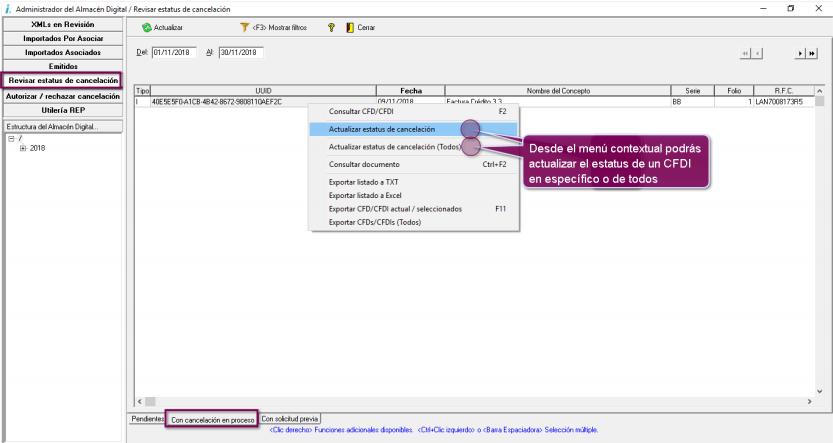 Administrador del Almacén Digital / Revisar estatus de cancelación
XMLs en Revisión
Importados Por Asociar
Importados Asociados
Emitidos
Revisar estatus de cancelación
Autorizar / rechazar cancelación
Utilería REP
Estructura del Almacén Digital...
/
2018
Actualizar
<F3> Mostrar filtros
Cerrar
Del: 01/11/2018 Al: 30/11/2018
Tipo UUID Fecha Nombre del Concepto Serie Folio R.F.C.
I 40E5E5F0-A1CB-4B42-8672-9808110AEF2C 09/11/2018 Factura Crédito 3.3 BB 1 LAN7008173R5
Consultar CFD/CFDI F2
Actualizar estatus de cancelación
Actualizar estatus de cancelación (Todos)
Consultar documento Ctrl+F2
Exportar listado a TXT
Exportar listado a Excel
Exportar CFD/CFDI actual / seleccionados F11
Exportar CFDs/CFDIs (Todos)
Desde el menú contextual podrás
actualizar el estatus de un CFDI
en específico o de todos
Pendientes Con cancelación en proceso Con solicitud previa
<Clic derecho> Funciones adicionales disponibles. <Ctrl+Clic izquierdo> o <Barra Espaciadora> Selección múltiple.